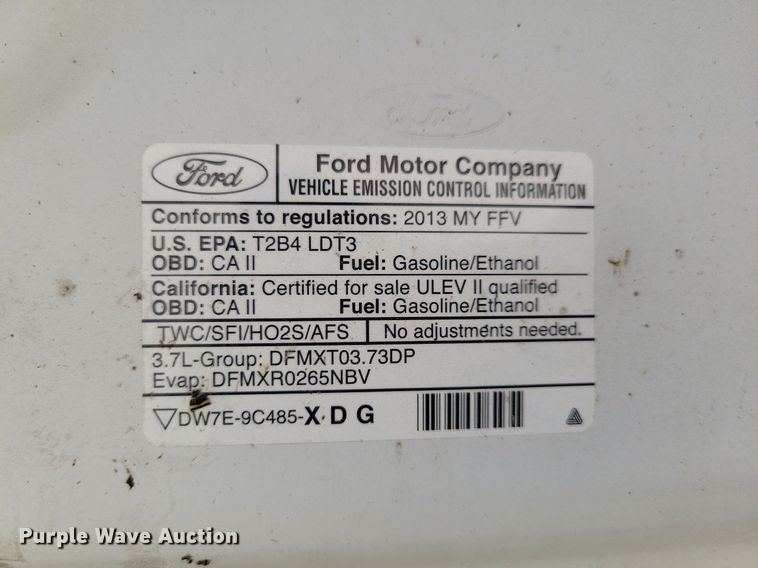 Ford
Ford
Ford Motor Company
VEHICLE EMISSION CONTROL INFORMATION
Conforms to regulations: 2013 MY FFV
U.S. EPA: T2B4 LDT3
OBD: CA II Fuel: Gasoline/Ethanol
California: Certified for sale ULEV II qualified
OBD: CA II Fuel: Gasoline/Ethanol
TWC/SFI/HO2S/AFS No adjustments needed.
3.7L-Group: DFMXT03.73DP
Evap: DFMXR0265NBV
DW7E-9C485-X D G
Purple Wave Auction